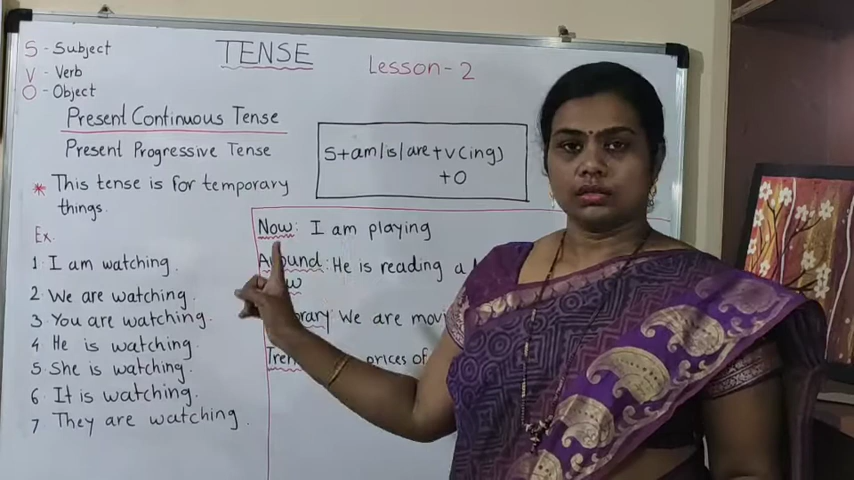 S - Subject
V - Verb
O - Object
TENSE
Lesson - 2
Present Continuous Tense
Present Progressive Tense
* This tense is for temporary
things.
S+am/is/are+V(ing)
+O
Ex.
1. I am watching.
2. We are watching.
3. You are watching.
4. He is watching.
5 She is watching.
6. It is watching.
7 They are watching.
Now: I am playing
Around: He is reading a
We are
prices of